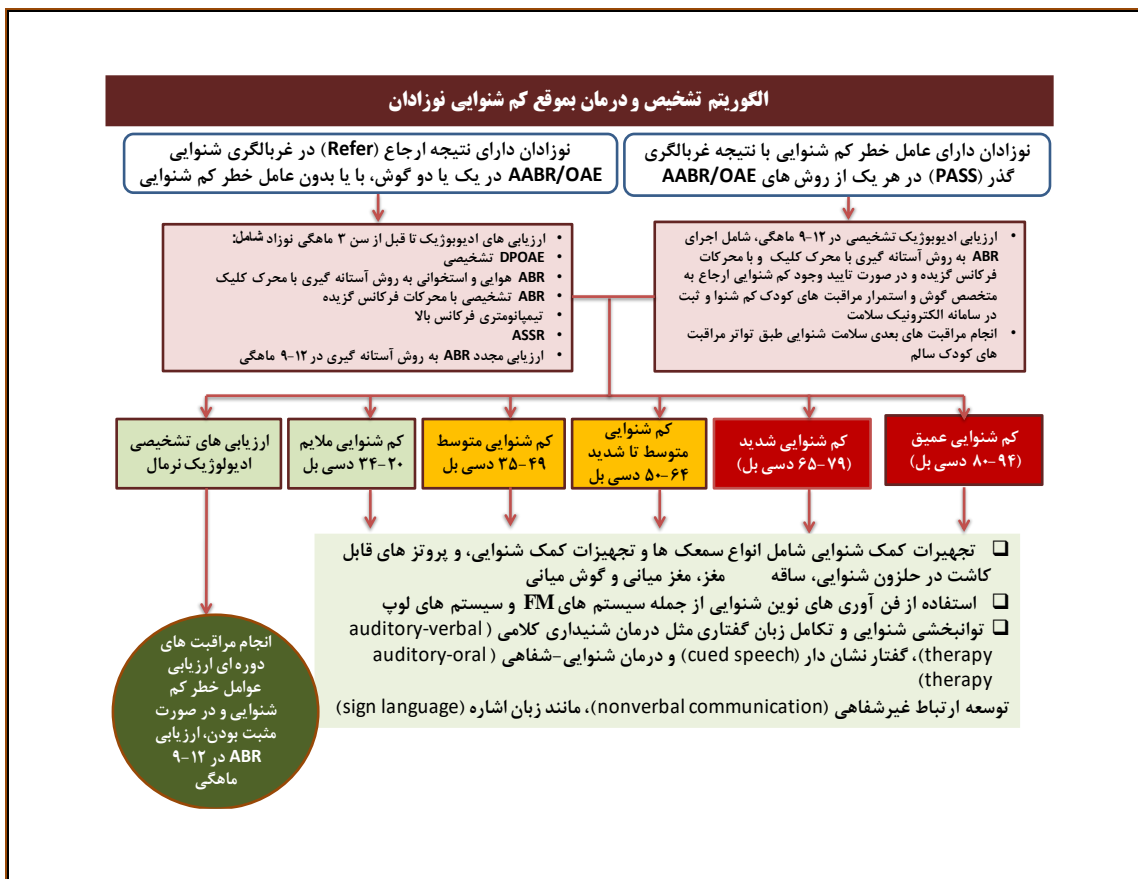 الگوریتم تشخیص و درمان بموقع کم شنوایی نوزادان
نوزادان دارای عامل خطر کم شنوایی با نتیجه غربالگری
گذر (PASS) در هر یک از روش های AABR/OAE
نوزادان دارای نتیجه ارجاع (Refer) در غربالگری شنوایی
AABR/OAE در یک یا دو گوش، با یا بدون عامل خطر کم شنوایی
• ارزیابی ادیوبوژیک تشخیصی در ۱۲-۹ ماهگی، شامل اجرای
ABR به روش آستانه گیری با محرک کلیک و با محرکات
فرکانس گزیده و در صورت تایید وجود کم شنوایی ارجاع به
متخصص گوش و استمرار مراقبت های کودک کم شنوا و ثبت
در سامانه الکترونیک سلامت
• انجام مراقبت های بعدی سلامت شنوایی طبق تواتر مراقبت
های کودک سالم
• ارزیابی های ادیوبوژیک تا قبل از سن ۳ ماهگی نوزاد شامل:
• DPOAE تشخیصی
• ABR هوایی و استخوانی به روش آستانه گیری با محرک کلیک
• ABR تشخیصی با محرکات فرکانس گزیده
• تیمپانومتری فرکانس بالا
• ASSR
• ارزیابی مجدد ABR به روش آستانه گیری در ۱۲-۹ ماهگی
کم شنوایی عمیق
(۹۴-۸۰ دسی بل)
کم شنوایی شدید
(۷۹-۶۵ دسی بل)
کم شنوایی
متوسط تا شدید
۶۴-۵۰ دسی بل
کم شنوایی متوسط
۴۹-۳۵ دسی بل
کم شنوایی ملایم
۳۴-۲۰ دسی بل
ارزیابی های تشخیصی
ادیولوژیک نرمال
❑ تجهیرات کمک شنوایی شامل انواع سمعک ها و تجهیزات کمک شنوایی، و پروتز های قابل
کاشت در حلزون شنوایی، ساقه مغز، مغز میانی و گوش میانی
❑ استفاده از فن آوری های نوین شنوایی از جمله سیستم های FM و سیستم های لوپ
❑ توانبخشی شنوایی و تکامل زبان گفتاری مثل درمان شنیداری کلامی (auditory-verbal
therapy)، گفتار نشان دار (cued speech) و درمان شنوایی-شفاهی (auditory-oral
therapy)
توسعه ارتباط غیرشفاهی (nonverbal communication)، مانند زبان اشاره (sign language)
انجام مراقبت های
دوره ای ارزیابی
عوامل خطر کم
شنوایی و در صورت
مثبت بودن، ارزیابی
ABR در ۱۲-۹
ماهگی